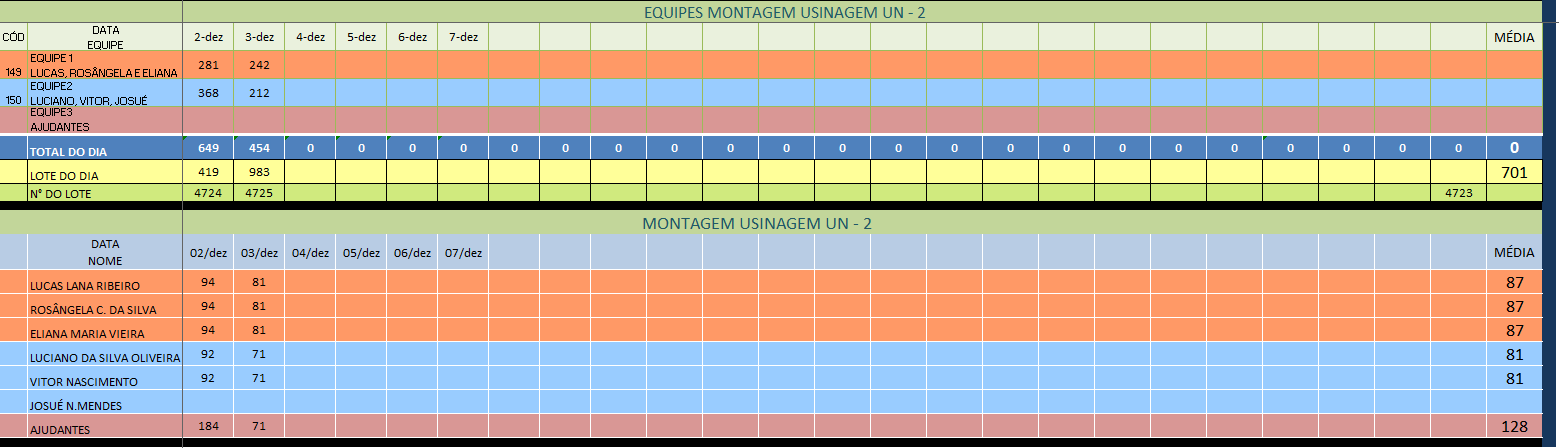 EQUIPES MONTAGEM USINAGEM UN - 2
CÓD DATA EQUIPE 2-dez 3-dez 4-dez 5-dez 6-dez 7-dez MÉDIA
149 EQUIPE 1 LUCAS, ROSÂNGELA E ELIANA 281 242
150 EQUIPE2 LUCIANO, VITOR, JOSUÉ 368 212
EQUIPE3 AJUDANTES
TOTAL DO DIA 649 454 0 0 0 0 0 0 0 0 0 0 0 0 0 0 0 0 0 0 0 0 0 0 0 0
LOTE DO DIA 419 983 701
N° DO LOTE 4724 4725 4723
MONTAGEM USINAGEM UN - 2
DATA NOME 02/dez 03/dez 04/dez 05/dez 06/dez 07/dez MÉDIA
LUCAS LANA RIBEIRO 94 81 87
ROSÂNGELA C. DA SILVA 94 81 87
ELIANA MARIA VIEIRA 94 81 87
LUCIANO DA SILVA OLIVEIRA 92 71 81
VITOR NASCIMENTO 92 71 81
JOSUÉ N.MENDES
AJUDANTES 184 71 128